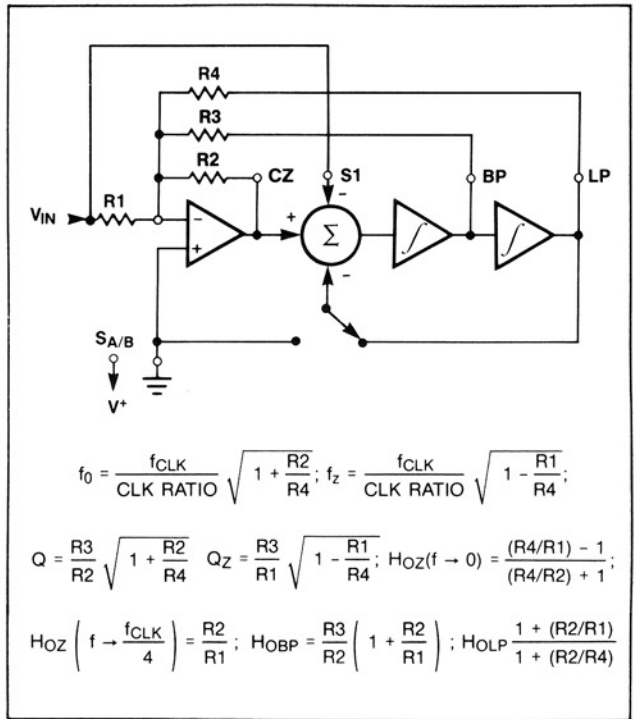 R4
R3
R2
CZ
S1
BP
LP
R1
VIN
−
+
+
−
Σ
−
∫
∫
SA/B
V+
f0 = fCLK / CLK RATIO √ 1 + R2/R4 ; fz = fCLK / CLK RATIO √ 1 − R1/R4 ;
Q = R3/R2 √ 1 + R2/R4 QZ = R3/R1 √ 1 − R1/R4 ; HOZ(f → 0) = (R4/R1) − 1 / (R4/R2) + 1 ;
HOZ ( f → fCLK/4 ) = R2/R1 ; HOBP = R3/R2 ( 1 + R2/R1 ) ; HOLP 1 + (R2/R1) / 1 + (R2/R4)